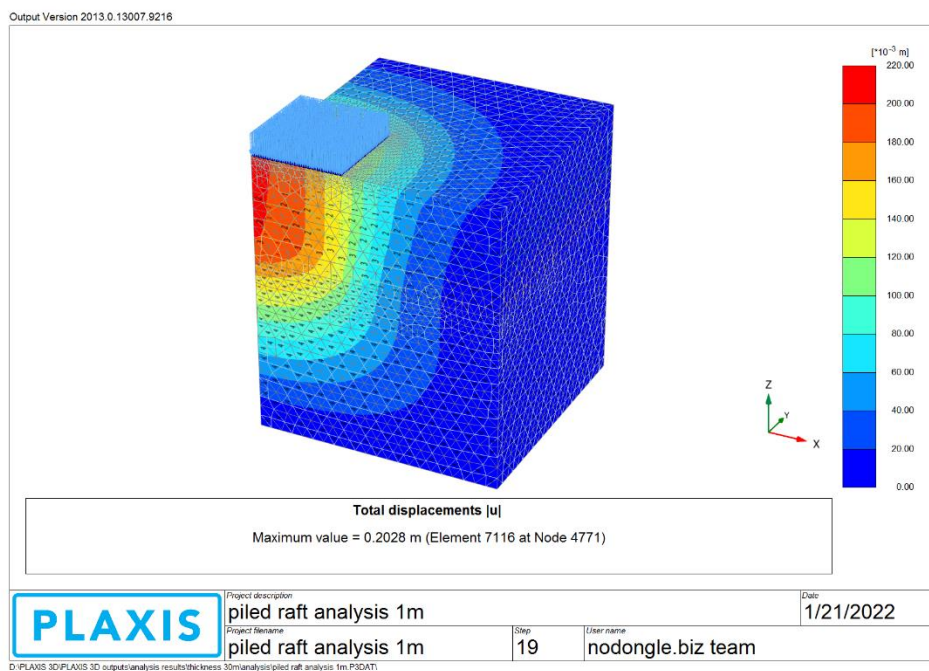 Output Version 2013.0.13007.9216
[*10⁻³ m]
220.00
200.00
180.00
160.00
140.00
120.00
100.00
80.00
60.00
40.00
20.00
0.00
Z
Y
X
Total displacements |u|
Maximum value = 0.2028 m (Element 7116 at Node 4771)
PLAXIS
Project description
piled raft analysis 1m
Date
1/21/2022
Project filename
piled raft analysis 1m
Step
19
User name
nodongle.biz team
D:\PLAXIS 3D\PLAXIS 3D outputs\analysis results\thickness 30m\analysis\piled raft analysis 1m.P3DAT\